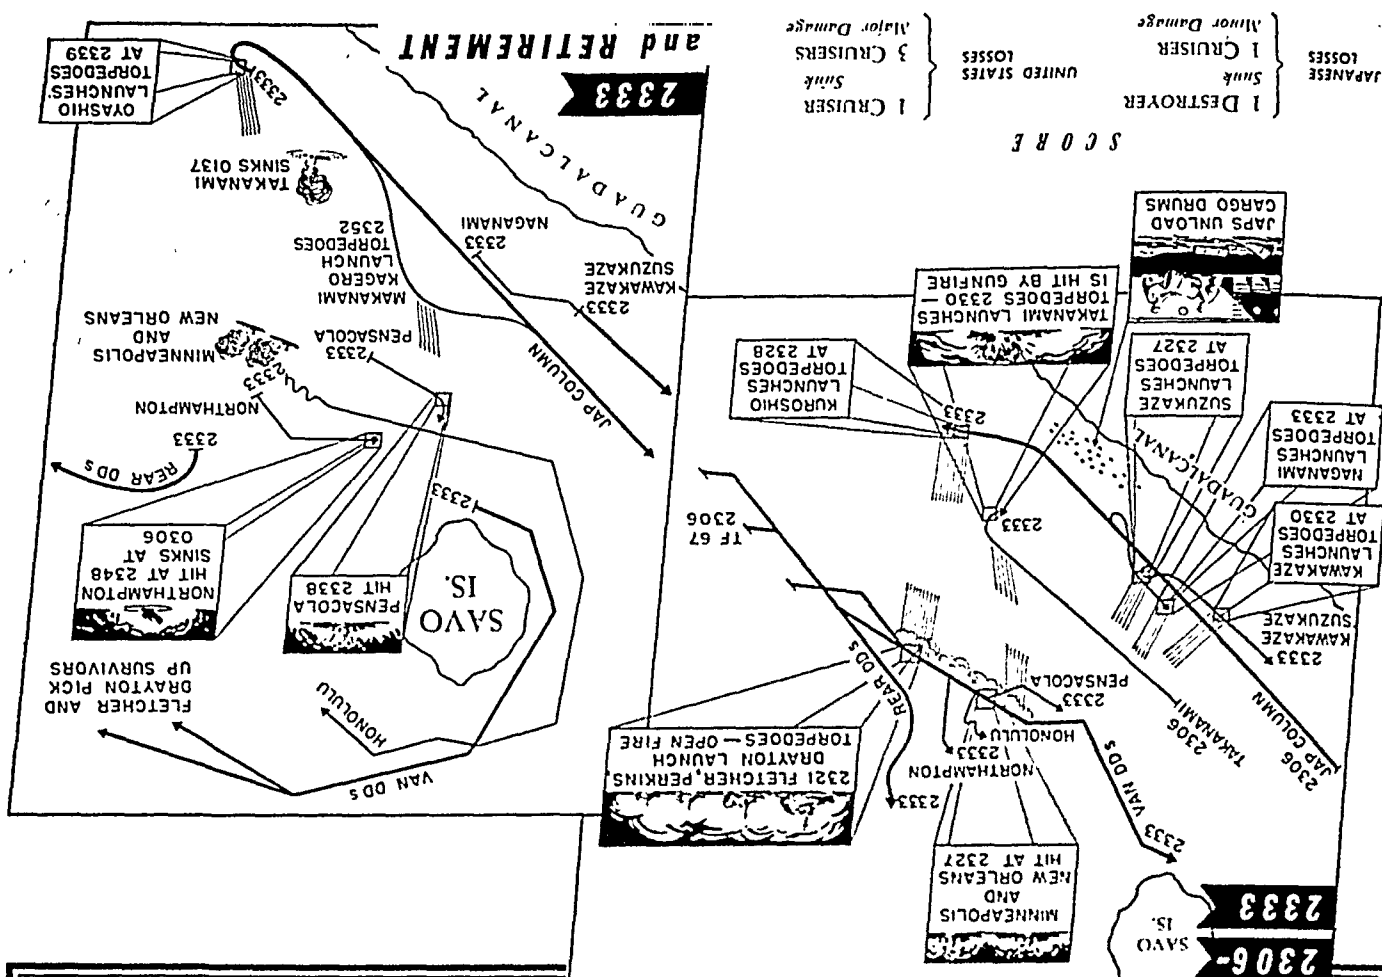 2306-
2333
SAVO
IS.
MINNEAPOLIS
AND
NEW ORLEANS
HIT AT 2327
2333
VAN DDs
2306
JAP COLUMN
2306
TAKANAMI
2333
PENSACOLA
HONOLULU
2333
NORTHAMPTON
2333
REAR DDs
2321 FLETCHER, PERKINS,
DRAYTON LAUNCH
TORPEDOES—OPEN FIRE
2333
KAWAKAZE
SUZUKAZE
KAWAKAZE
LAUNCHES
TORPEDOES
AT 2330
NAGANAMI
LAUNCHES
TORPEDOES
AT 2333
SUZUKAZE
LAUNCHES
TORPEDOES
AT 2327
GUADALCANAL
2333
TF 67
2306
2333
KUROSHIO
LAUNCHES
TORPEDOES
AT 2328
TAKANAMI LAUNCHES
TORPEDOES 2330—
IS HIT BY GUNFIRE
JAPS UNLOAD
CARGO DRUMS
SCORE
JAPANESE
LOSSES
1 DESTROYER
Sunk
1 CRUISER
Minor Damage
UNITED STATES
LOSSES
1 CRUISER
Sunk
3 CRUISERS
Major Damage
VAN DDs
HONOLULU
FLETCHER AND
DRAYTON PICK
UP SURVIVORS
SAVO
IS.
2333
PENSACOLA
HIT 2338
NORTHAMPTON
HIT AT 2348
SINKS AT
0306
REAR DDs
2333
NORTHAMPTON
2333
MINNEAPOLIS
AND
NEW ORLEANS
2333
PENSACOLA
JAP COLUMN
MAKANAMI
KAGERO
LAUNCH
TORPEDOES
2352
2333
KAWAKAZE
SUZUKAZE
2333
NAGANAMI
TAKANAMI
SINKS 0137
GUADALCANAL
2333
OYASHIO
LAUNCHES
TORPEDOES
AT 2339
2333
and RETIREMENT